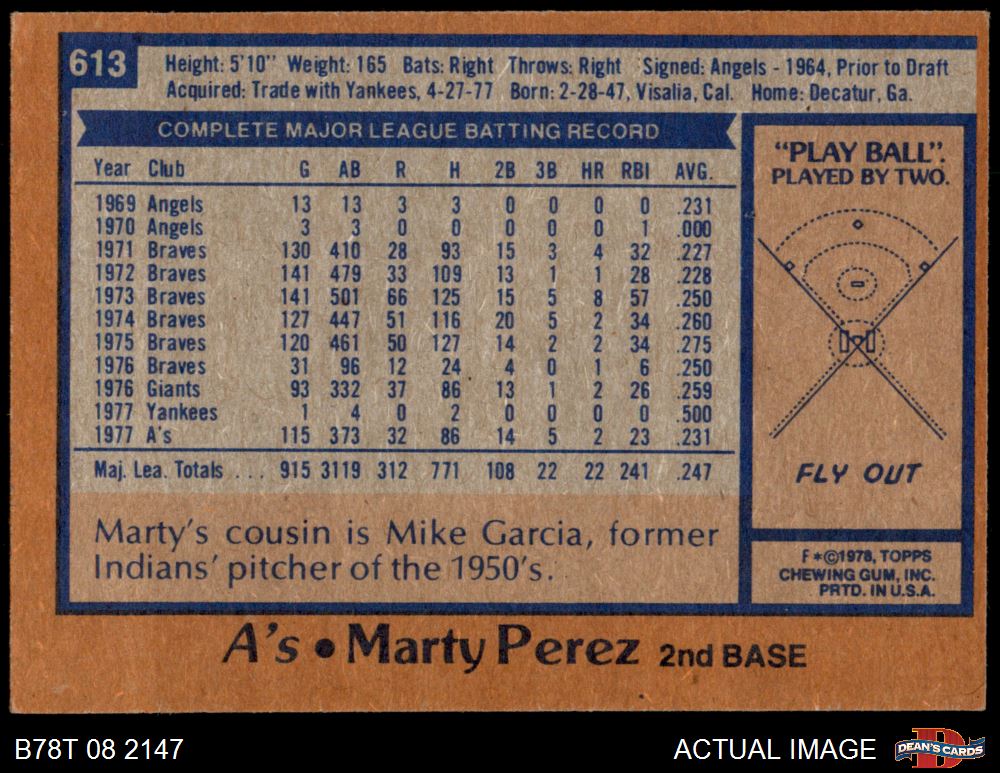 613
Height: 5'10" Weight: 165 Bats: Right Throws: Right Signed: Angels - 1964, Prior to Draft
Acquired: Trade with Yankees, 4-27-77 Born: 2-28-47, Visalia, Cal. Home: Decatur, Ga.
COMPLETE MAJOR LEAGUE BATTING RECORD
Year Club G AB R H 2B 3B HR RBI AVG.
1969 Angels 13 13 3 3 0 0 0 0 .231
1970 Angels 3 3 0 0 0 0 0 1 .000
1971 Braves 130 410 28 93 15 3 4 32 .227
1972 Braves 141 479 33 109 13 1 1 28 .228
1973 Braves 141 501 66 125 15 5 8 57 .250
1974 Braves 127 447 51 116 20 5 2 34 .260
1975 Braves 120 461 50 127 14 2 2 34 .275
1976 Braves 31 96 12 24 4 0 1 6 .250
1976 Giants 93 332 37 86 13 1 2 26 .259
1977 Yankees 1 4 0 2 0 0 0 0 .500
1977 A's 115 373 32 86 14 5 2 23 .231
Maj. Lea. Totals . . . 915 3119 312 771 108 22 22 241 .247
Marty's cousin is Mike Garcia, former
Indians' pitcher of the 1950's.
"PLAY BALL".
PLAYED BY TWO.
FLY OUT
F *©1978, TOPPS
CHEWING GUM, INC.
PRTD. IN U.S.A.
A's • Marty Perez 2nd BASE
B78T 08 2147
ACTUAL IMAGE
D
DEAN'S CARDS